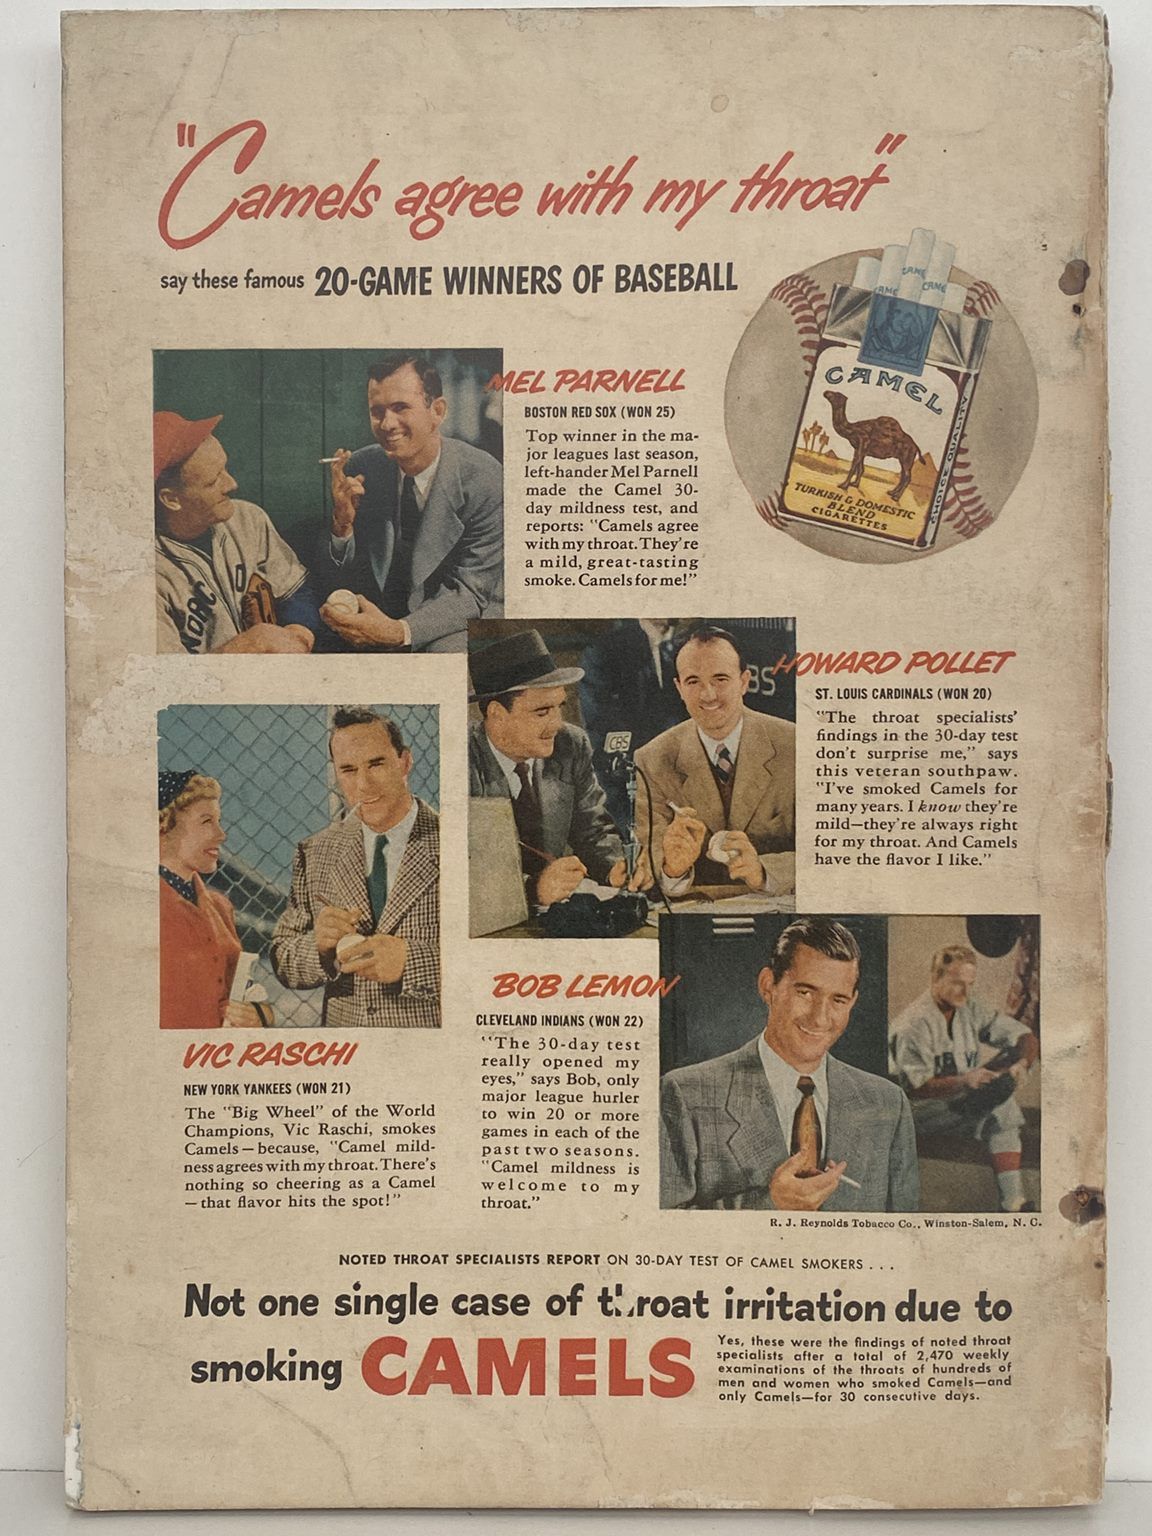 "Camels agree with my throat"
say these famous 20-GAME WINNERS OF BASEBALL
CAMEL
CAMEL
TURKISH & DOMESTIC
BLEND
CIGARETTES
CHOICE QUALITY
MEL PARNELL
BOSTON RED SOX (WON 25)
Top winner in the ma-
jor leagues last season,
left-hander Mel Parnell
made the Camel 30-
day mildness test, and
reports: "Camels agree
with my throat. They're
a mild, great-tasting
smoke. Camels for me!"
CBS
HOWARD POLLET
ST. LOUIS CARDINALS (WON 20)
"The throat specialists'
findings in the 30-day test
don't surprise me," says
this veteran southpaw.
"I've smoked Camels for
many years. I know they're
mild—they're always right
for my throat. And Camels
have the flavor I like."
VIC RASCHI
NEW YORK YANKEES (WON 21)
The "Big Wheel" of the World
Champions, Vic Raschi, smokes
Camels — because, "Camel mild-
ness agrees with my throat. There's
nothing so cheering as a Camel
— that flavor hits the spot!"
BOB LEMON
CLEVELAND INDIANS (WON 22)
"The 30-day test
really opened my
eyes," says Bob, only
major league hurler
to win 20 or more
games in each of the
past two seasons.
"Camel mildness is
welcome to my
throat."
R. J. Reynolds Tobacco Co., Winston-Salem, N. C.
NOTED THROAT SPECIALISTS REPORT ON 30-DAY TEST OF CAMEL SMOKERS . . .
Not one single case of throat irritation due to
smoking CAMELS
Yes, these were the findings of noted throat
specialists after a total of 2,470 weekly
examinations of the throats of hundreds of
men and women who smoked Camels—and
only Camels—for 30 consecutive days.